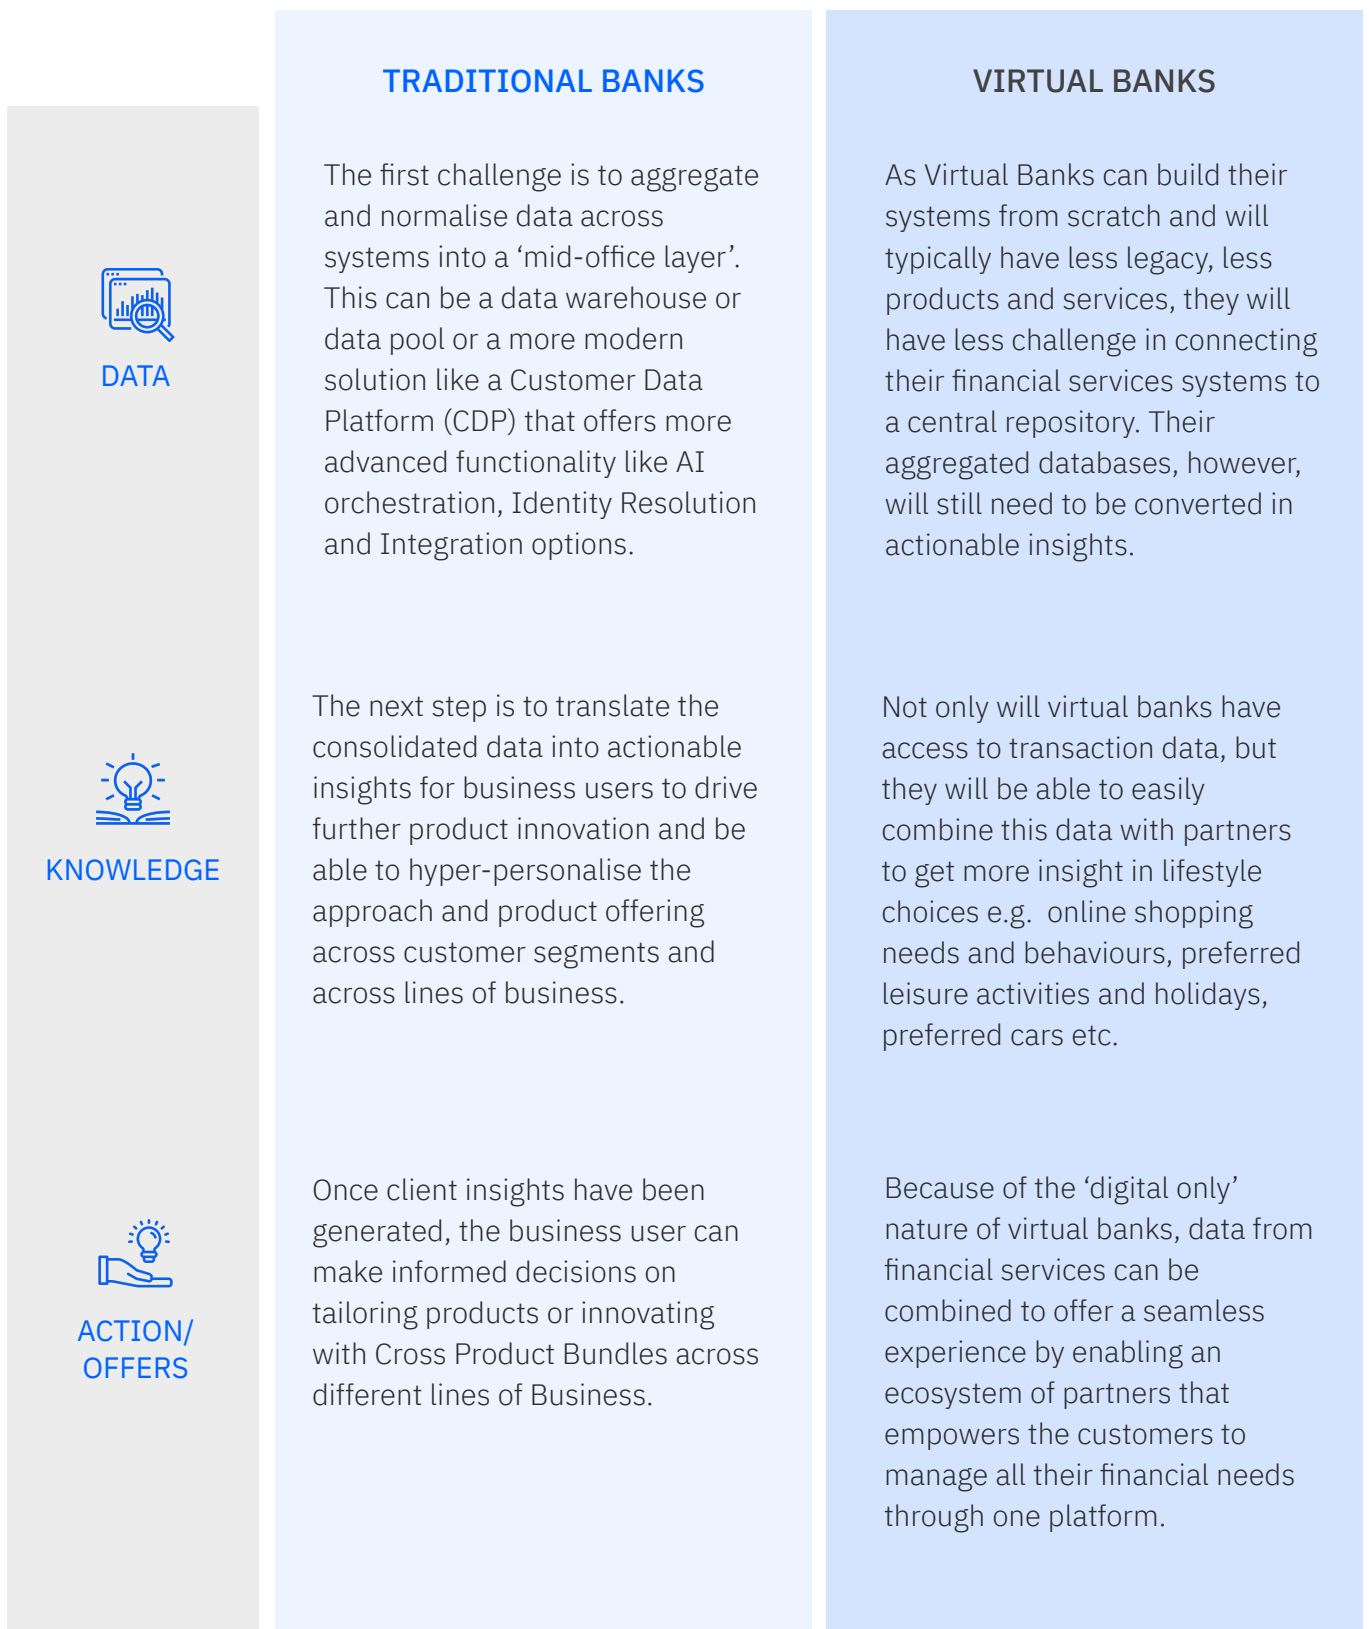 TRADITIONAL BANKS
VIRTUAL BANKS
DATA
The first challenge is to aggregate
and normalise data across
systems into a ‘mid-office layer’.
This can be a data warehouse or
data pool or a more modern
solution like a Customer Data
Platform (CDP) that offers more
advanced functionality like AI
orchestration, Identity Resolution
and Integration options.
As Virtual Banks can build their
systems from scratch and will
typically have less legacy, less
products and services, they will
have less challenge in connecting
their financial services systems to
a central repository. Their
aggregated databases, however,
will still need to be converted in
actionable insights.
KNOWLEDGE
The next step is to translate the
consolidated data into actionable
insights for business users to drive
further product innovation and be
able to hyper-personalise the
approach and product offering
across customer segments and
across lines of business.
Not only will virtual banks have
access to transaction data, but
they will be able to easily
combine this data with partners
to get more insight in lifestyle
choices e.g.  online shopping
needs and behaviours, preferred
leisure activities and holidays,
preferred cars etc.
ACTION/
OFFERS
Once client insights have been
generated, the business user can
make informed decisions on
tailoring products or innovating
with Cross Product Bundles across
different lines of Business.
Because of the ‘digital only’
nature of virtual banks, data from
financial services can be
combined to offer a seamless
experience by enabling an
ecosystem of partners that
empowers the customers to
manage all their financial needs
through one platform.